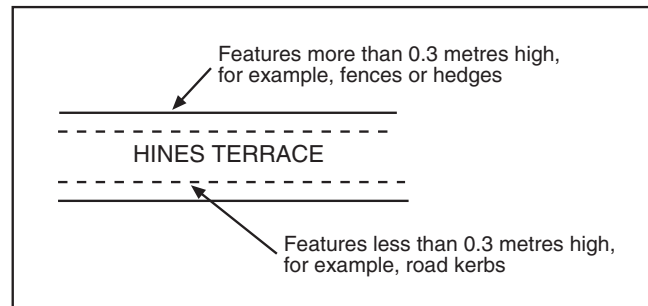 Features more than 0.3 metres high,
for example, fences or hedges
HINES TERRACE
Features less than 0.3 metres high,
for example, road kerbs